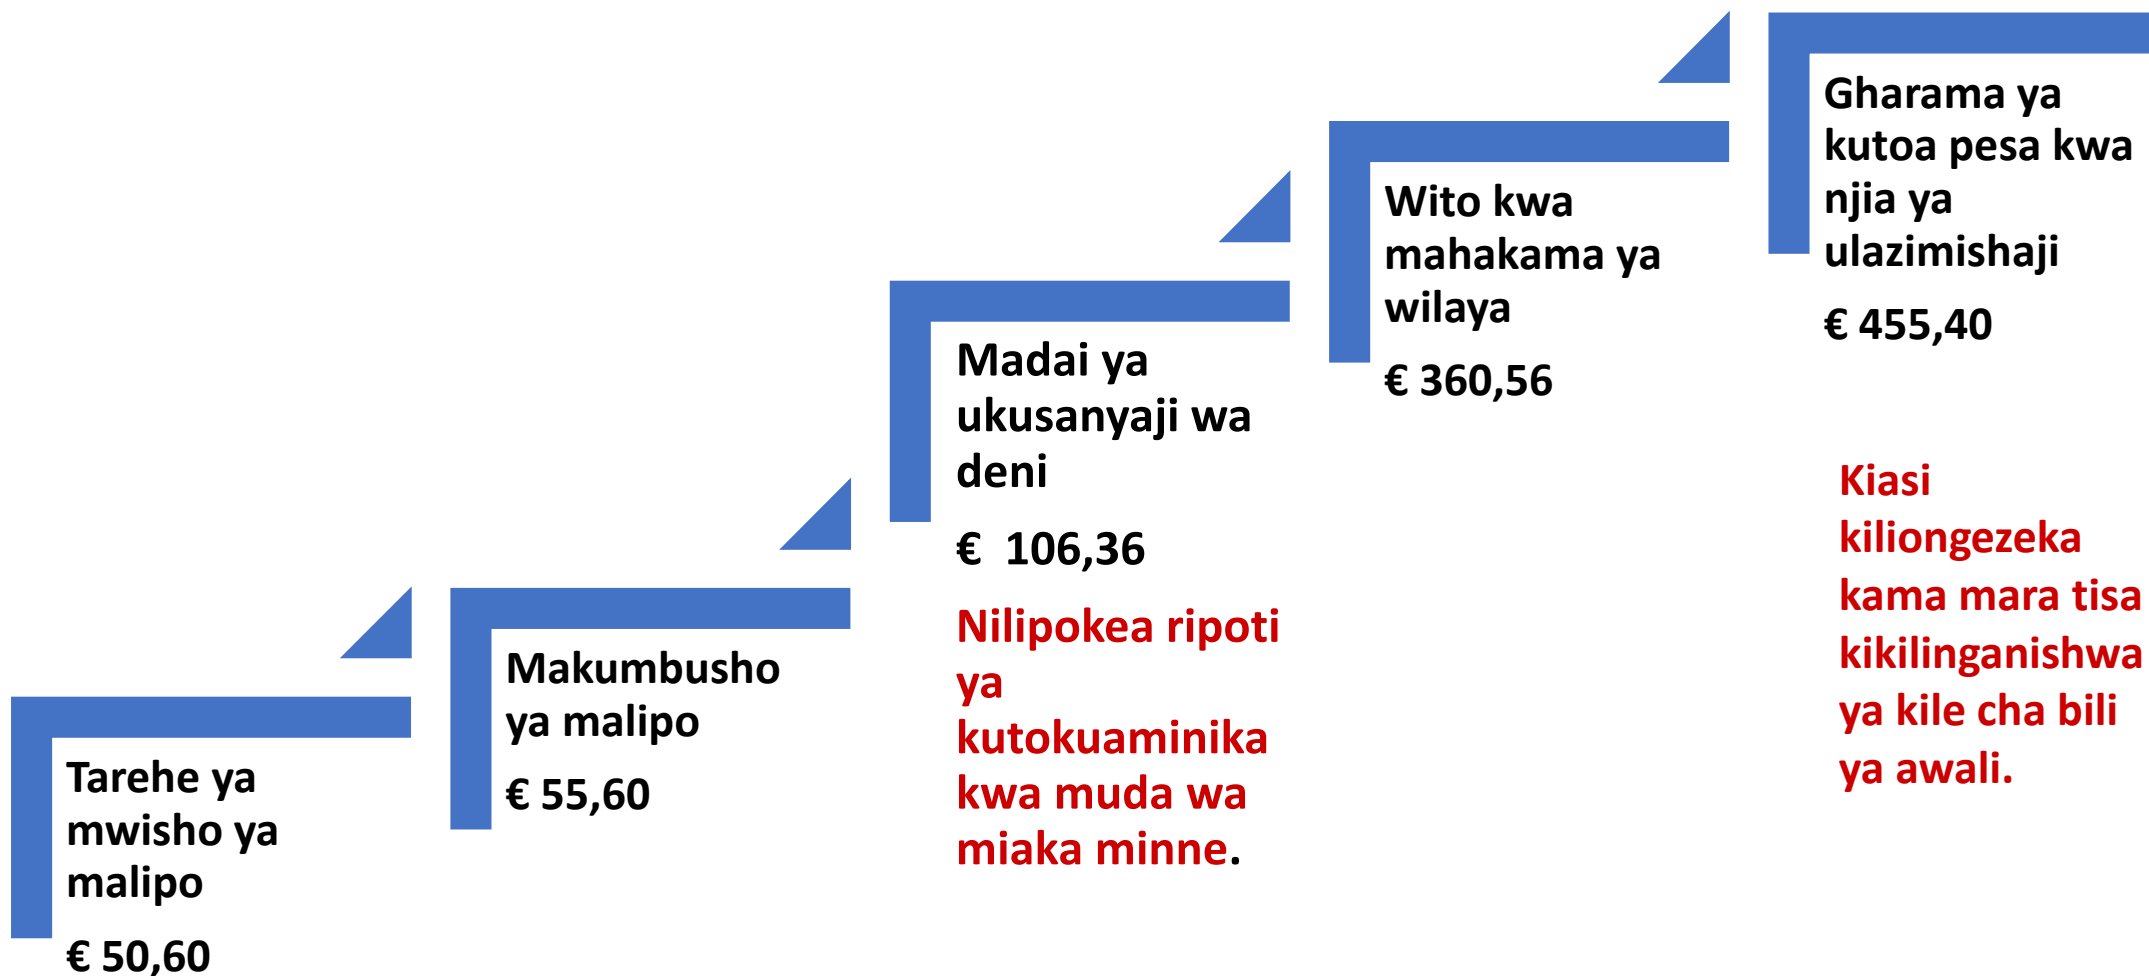 Tarehe ya
mwisho ya
malipo
€ 50,60
Makumbusho
ya malipo
€ 55,60
Madai ya
ukusanyaji wa
deni
€ 106,36
Nilipokea ripoti
ya
kutokuaminika
kwa muda wa
miaka minne.
Wito kwa
mahakama ya
wilaya
€ 360,56
Gharama ya
kutoa pesa kwa
njia ya
ulazimishaji
€ 455,40
Kiasi
kiliongezeka
kama mara tisa
kikilinganishwa
ya kile cha bili
ya awali.